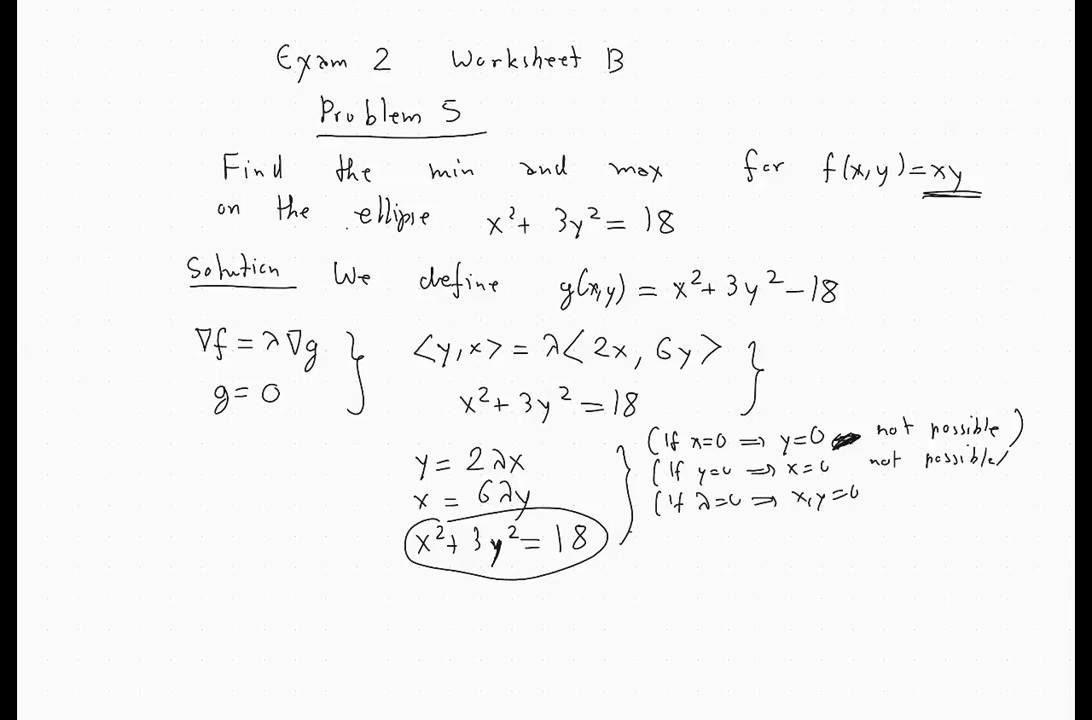 Exam 2 Worksheet B
Problem 5
Find the min and max for f(x,y)=xy
on the ellipse x²+ 3y²= 18
Solution We define g(x,y) = x²+3y²-18
∇f=λ∇g } <y,x> = λ<2x, 6y> }
g=0 x²+3y²=18
(If x=0 ⇒ y=0 not possible)
y= 2λx (If y=0 ⇒ x=0 not possible)
x = 6λy (if λ=0 ⇒ x,y=0
x²+3y²= 18 }